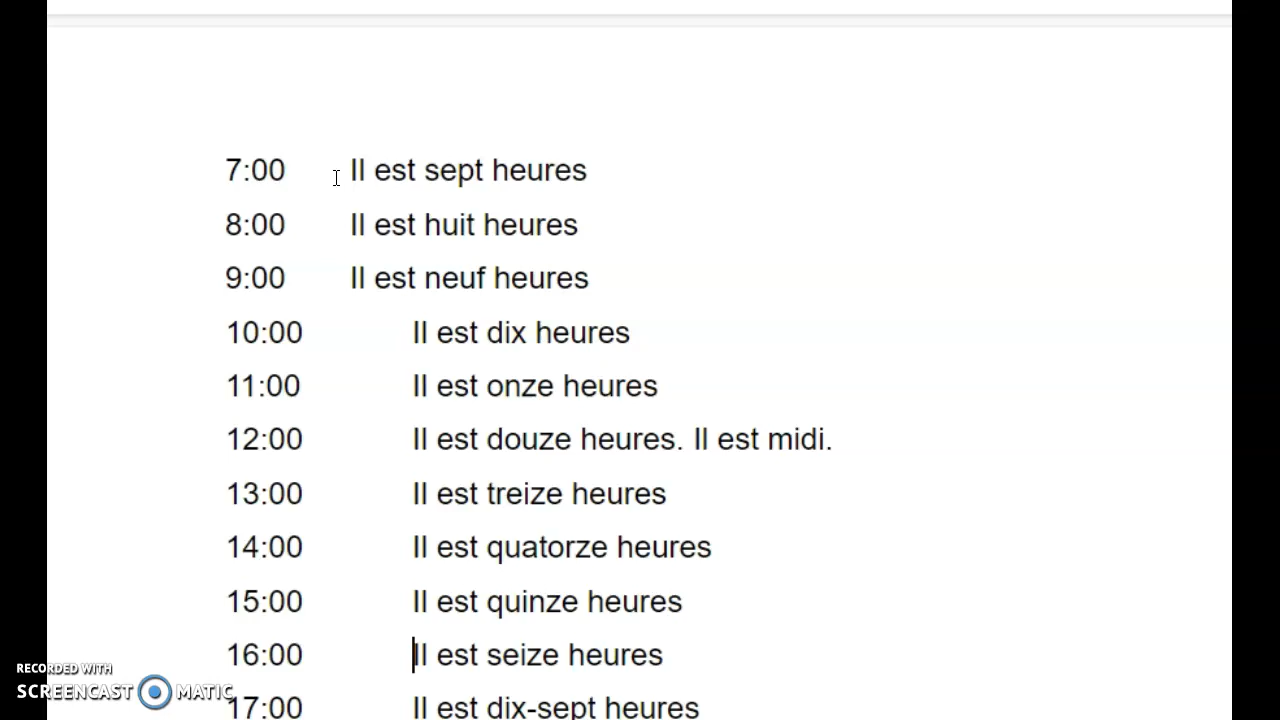 7:00 Il est sept heures
8:00 Il est huit heures
9:00 Il est neuf heures
10:00 Il est dix heures
11:00 Il est onze heures
12:00 Il est douze heures. Il est midi.
13:00 Il est treize heures
14:00 Il est quatorze heures
15:00 Il est quinze heures
16:00 Il est seize heures
17:00 Il est dix-sept heures
RECORDED WITH
SCREENCAST MATIC